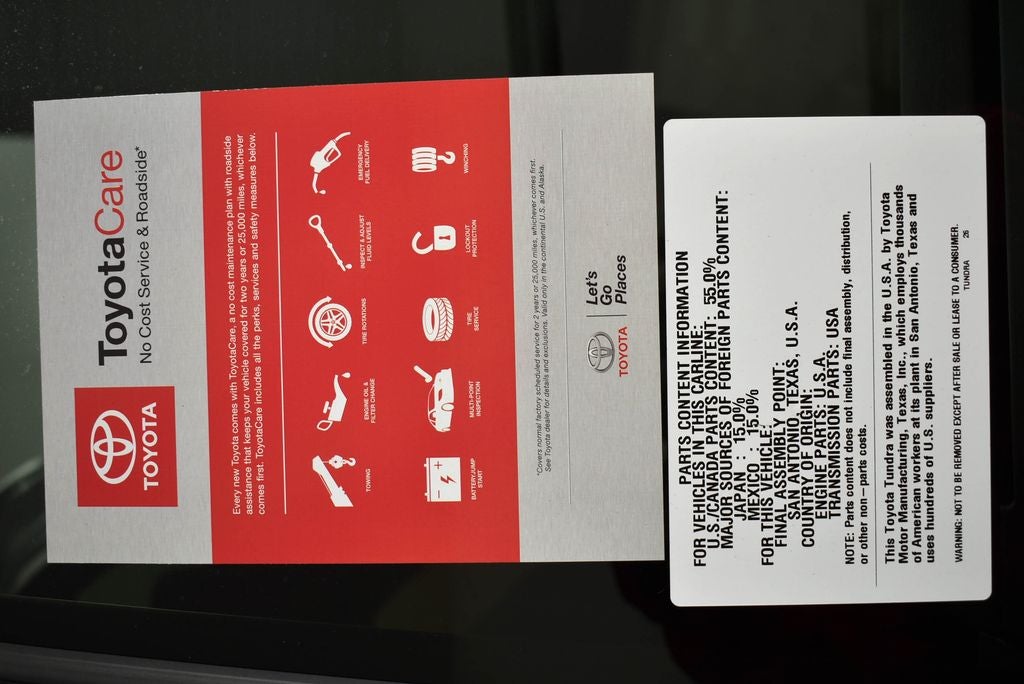 TOYOTA
ToyotaCare
No Cost Service & Roadside*
Every new Toyota comes with ToyotaCare, a no cost maintenance plan with roadside
assistance that keeps your vehicle covered for two years or 25,000 miles, whichever
comes first. ToyotaCare includes all the perks, services and safety measures below.
TOWING
ENGINE OIL &
FILTER CHANGE
TIRE ROTATIONS
INSPECT & ADJUST
FLUID LEVELS
EMERGENCY
FUEL DELIVERY
BATTERY/JUMP
START
MULTI-POINT
INSPECTION
TIRE
SERVICE
LOCKOUT
PROTECTION
WINCHING
*Covers normal factory scheduled service for 2 years or 25,000 miles, whichever comes first.
See Toyota dealer for details and exclusions. Valid only in the continental U.S. and Alaska.
TOYOTA
Let's
Go
Places
PARTS CONTENT INFORMATION
FOR VEHICLES IN THIS CARLINE:
U.S./CANADA PARTS CONTENT: 55.0%
MAJOR SOURCES OF FOREIGN PARTS CONTENT:
JAPAN : 15.0%
MEXICO : 15.0%
FOR THIS VEHICLE:
FINAL ASSEMBLY POINT:
SAN ANTONIO, TEXAS, U.S.A.
COUNTRY OF ORIGIN:
ENGINE PARTS: U.S.A.
TRANSMISSION PARTS: USA
NOTE: Parts content does not include final assembly, distribution,
or other non-parts costs.
This Toyota Tundra was assembled in the U.S.A. by Toyota
Motor Manufacturing, Texas, Inc., which employs thousands
of American workers at its plant in San Antonio, Texas and
uses hundreds of U.S. suppliers.
WARNING: NOT TO BE REMOVED EXCEPT AFTER SALE OR LEASE TO A CONSUMER.
TUNDRA 26